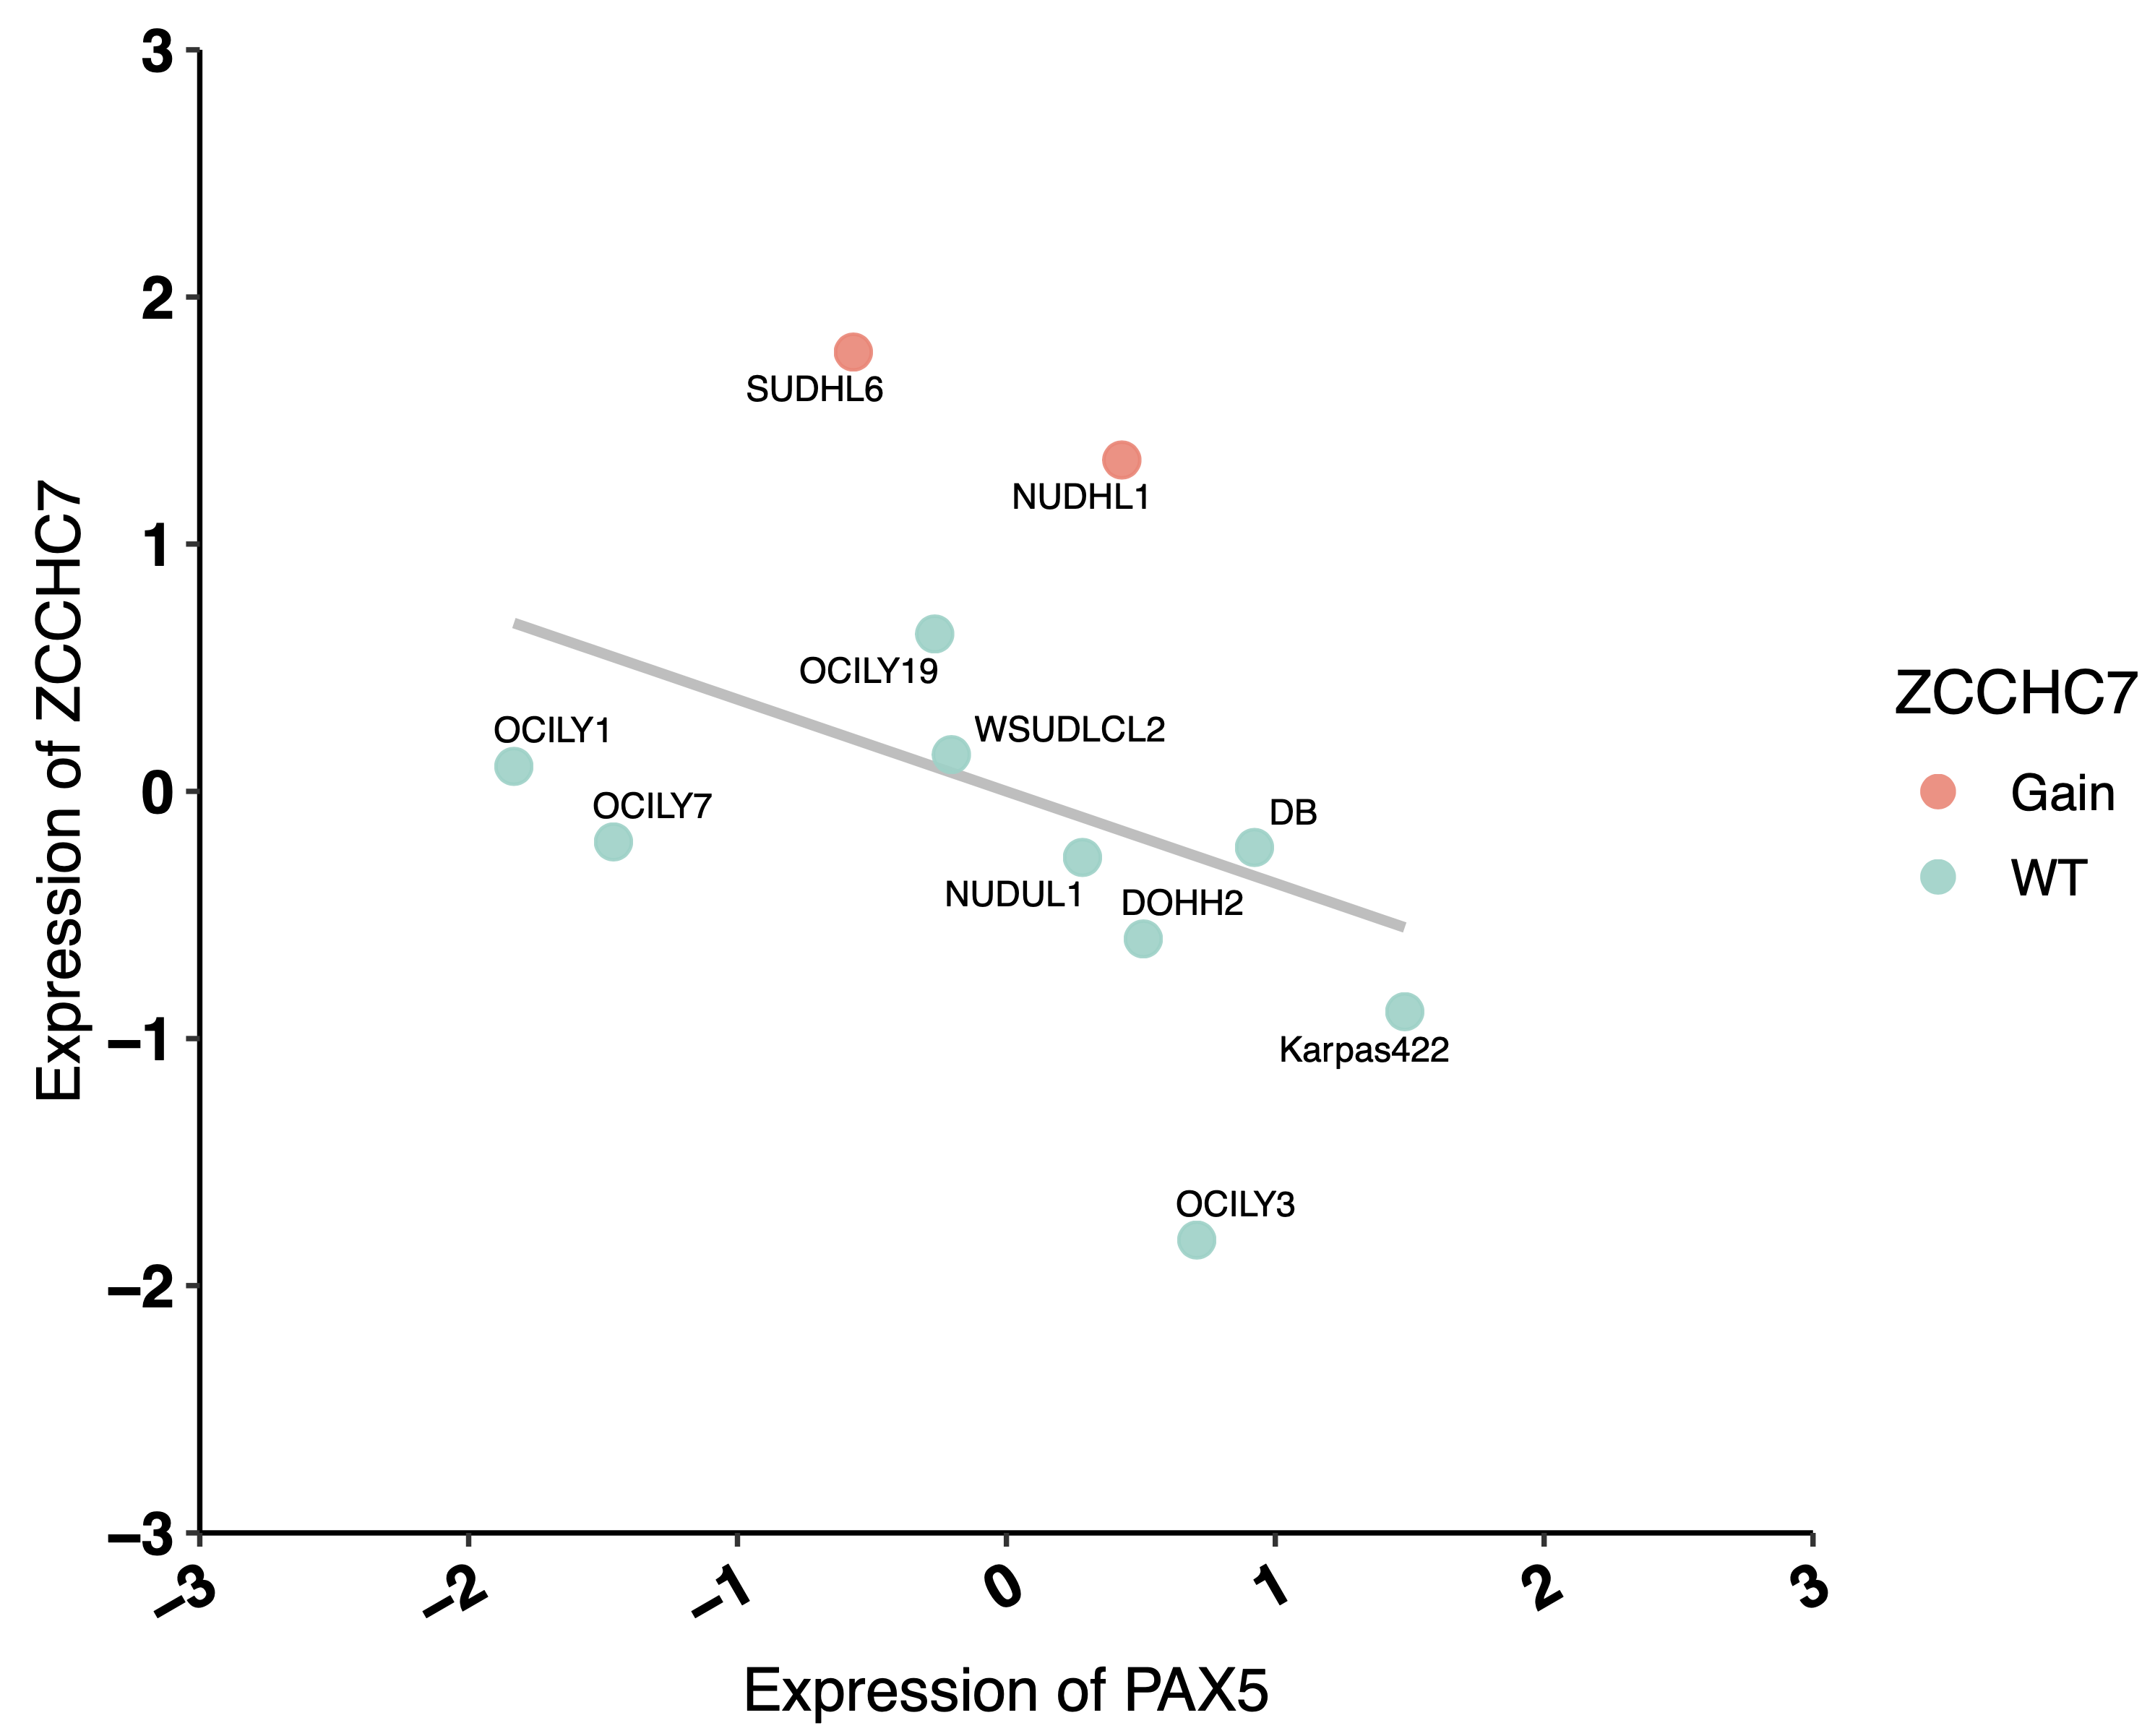 3
2
1
0
−1
−2
−3
Expression of ZCCHC7
SUDHL6
NUDHL1
OCILY19
OCILY1
WSUDLCL2
OCILY7
DB
NUDUL1
DOHH2
Karpas422
OCILY3
−3
−2
−1
0
1
2
3
Expression of PAX5
ZCCHC7
Gain
WT